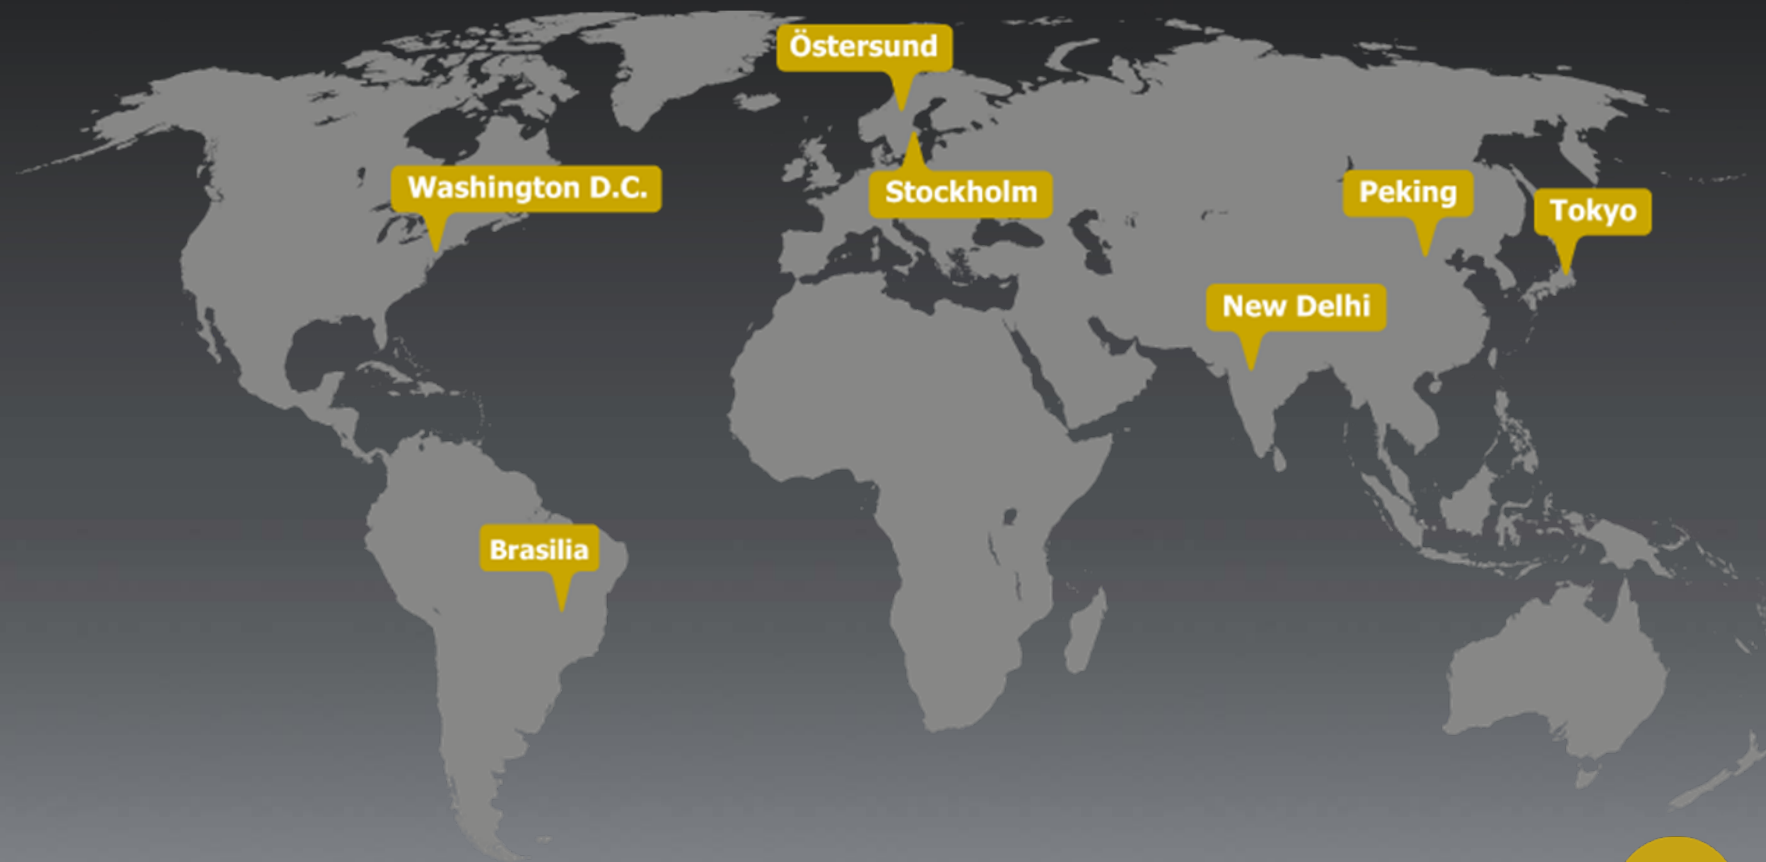 Östersund
Washington D.C.
Stockholm
Peking
Tokyo
New Delhi
Brasilia